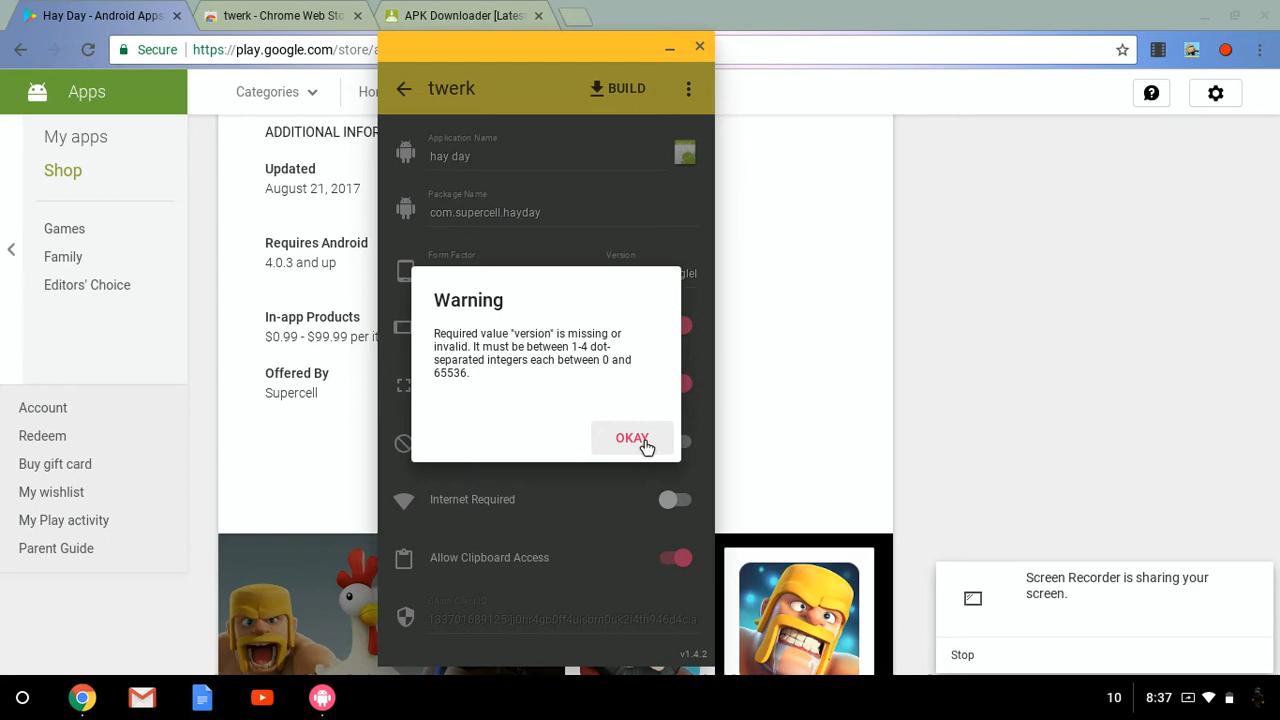 Hay Day - Android Apps
twerk - Chrome Web Sto
APK Downloader [Latest
Secure
https://play.google.com/store/a
Apps
Categories
twerk
BUILD
My apps
Shop
Games
Family
Editors' Choice
Account
Redeem
Buy gift card
My wishlist
My Play activity
Parent Guide
ADDITIONAL INFOR
Updated
August 21, 2017
Requires Android
4.0.3 and up
In-app Products
$0.99 - $99.99 per it
Offered By
Supercell
Application Name
hay day
Package Name
com.supercell.hayday
Form Factor
Version
Warning
Required value "version" is missing or
invalid. It must be between 1-4 dot-
separated integers each between 0 and
65536.
OKAY
Internet Required
Allow Clipboard Access
v1.4.2
Screen Recorder is sharing your
screen.
Stop
10
8:37